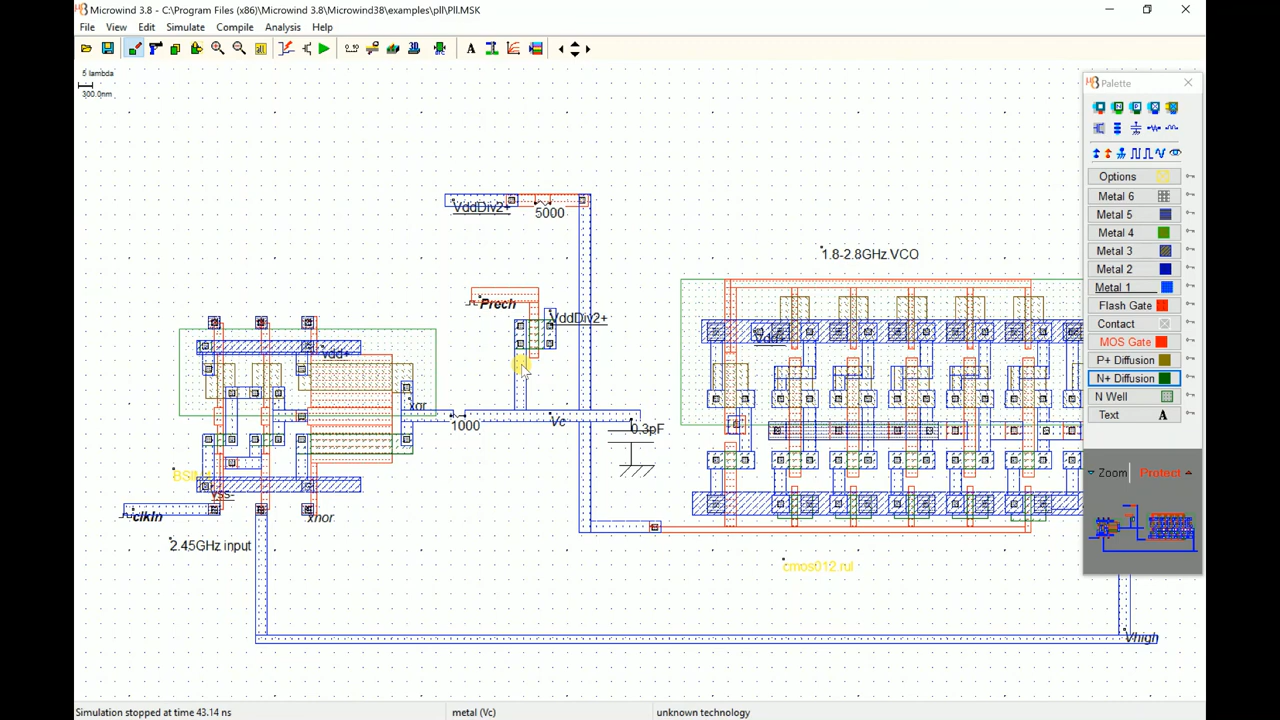 Microwind 3.8 - C:\Program Files (x86)\Microwind 3.8\Microwind38\examples\pll\Pll.MSK
File View Edit Simulate Compile Analysis Help
5 lambda
300.0nm
Palette
Options
Metal 6
Metal 5
Metal 4
Metal 3
Metal 2
Metal 1
Flash Gate
Contact
MOS Gate
P+ Diffusion
N+ Diffusion
N Well
Text A
Zoom Protect
VddDiv2+
5000
1.8-2.8GHz VCO
Prech
VddDiv2+
Vdd+
vdd+
xor
1000
Vc
0.3pF
vss-
clkIn
xnor
2.45GHz input
cmos012.rul
Vhigh
Simulation stopped at time 43.14 ns
metal (Vc)
unknown technology